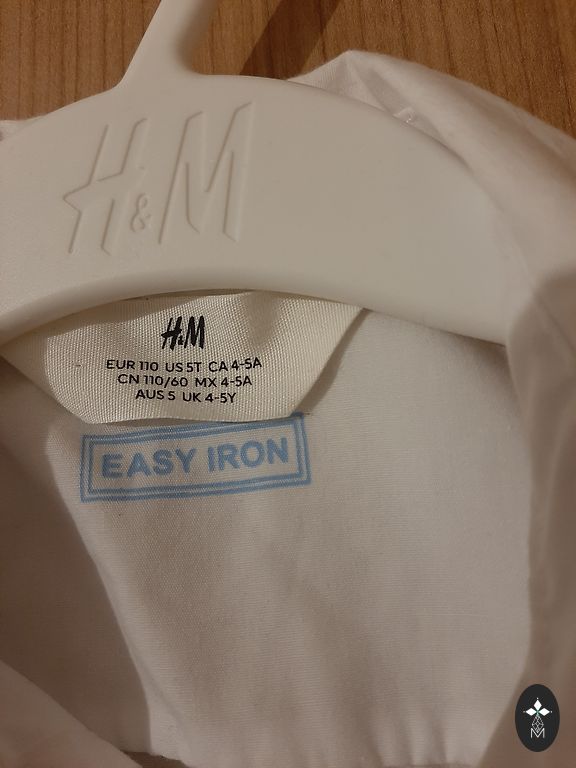 H&M
H&M
EUR 110 US 5T CA 4-5A
CN 110/60 MX 4-5A
AUS 5 UK 4-5Y
EASY IRON
M